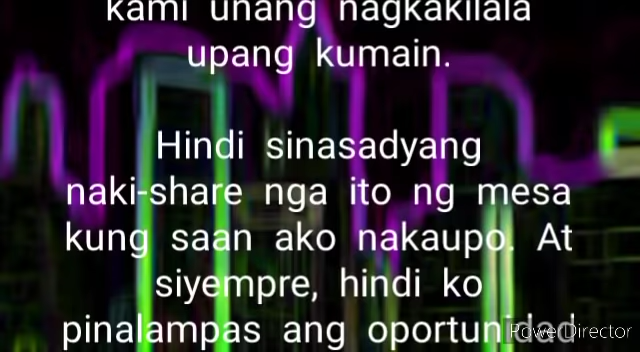 kami unang nagkakilala
upang kumain.
Hindi sinasadyang
naki-share nga ito ng mesa
kung saan ako nakaupo. At
siyempre, hindi ko
pinalampas ang oportunidad
PowerDirector